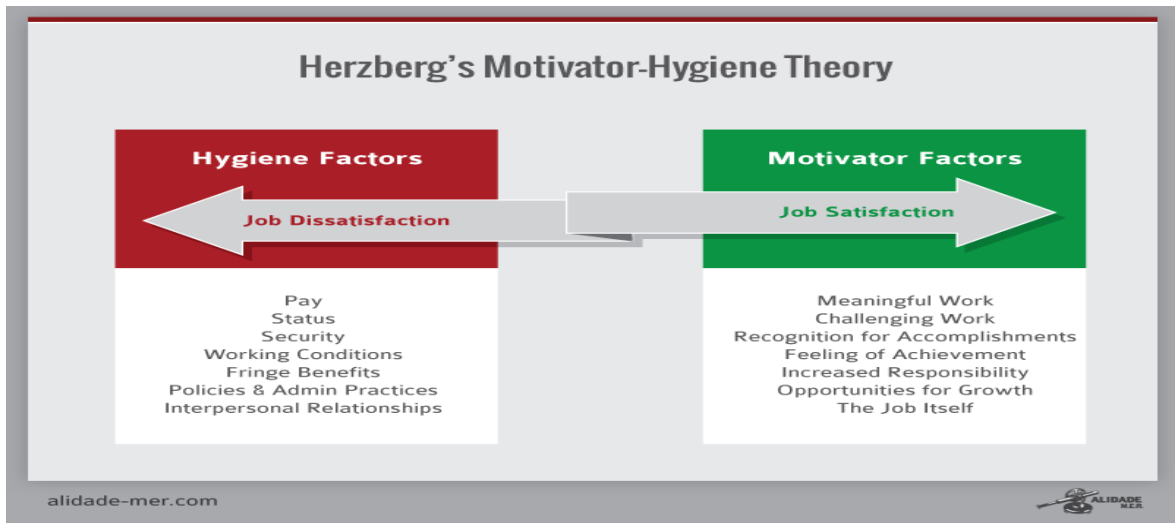 Herzberg's Motivator-Hygiene Theory
Hygiene Factors
Job Dissatisfaction
Pay
Status
Security
Working Conditions
Fringe Benefits
Policies & Admin Practices
Interpersonal Relationships
Motivator Factors
Job Satisfaction
Meaningful Work
Challenging Work
Recognition for Accomplishments
Feeling of Achievement
Increased Responsibility
Opportunities for Growth
The Job Itself
alidade-mer.com
ALIDADE
M.E.R.